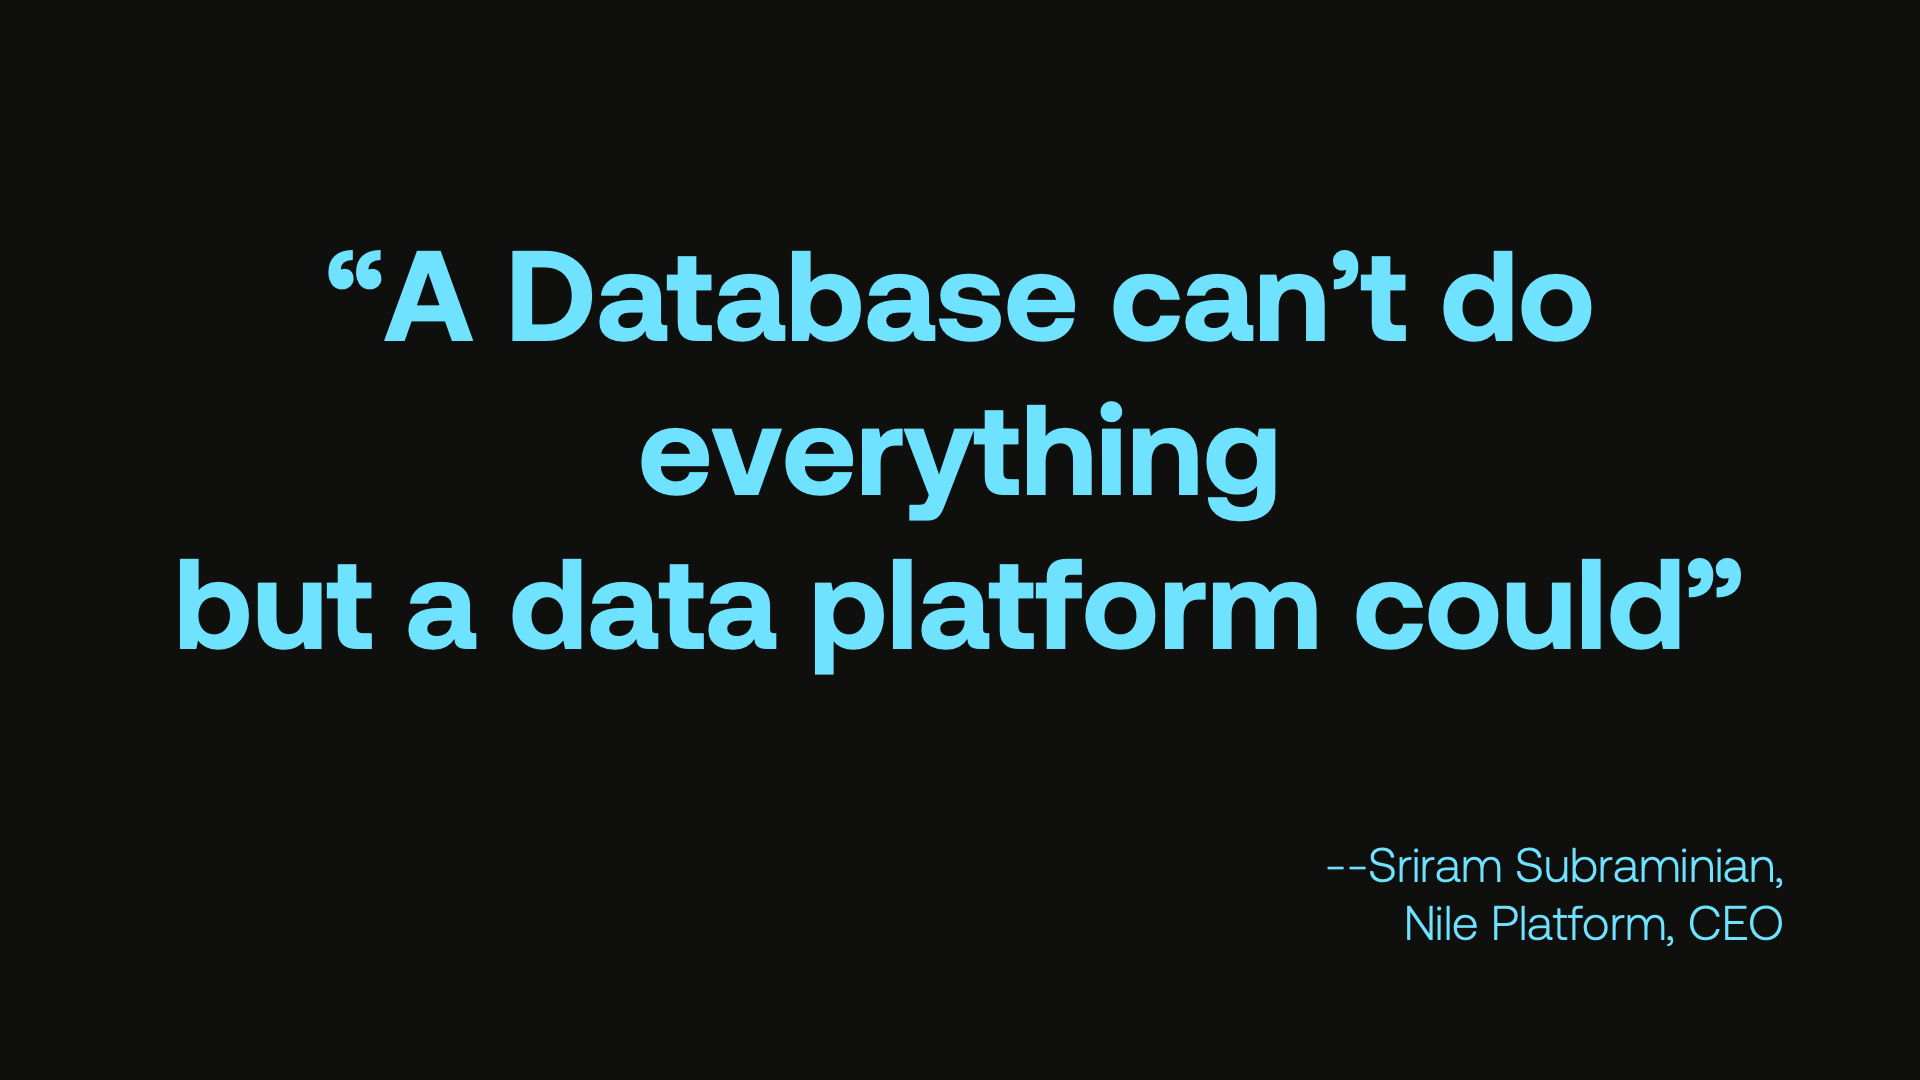 “A Database can’t do
everything
but a data platform could”
--Sriram Subraminian,
Nile Platform, CEO